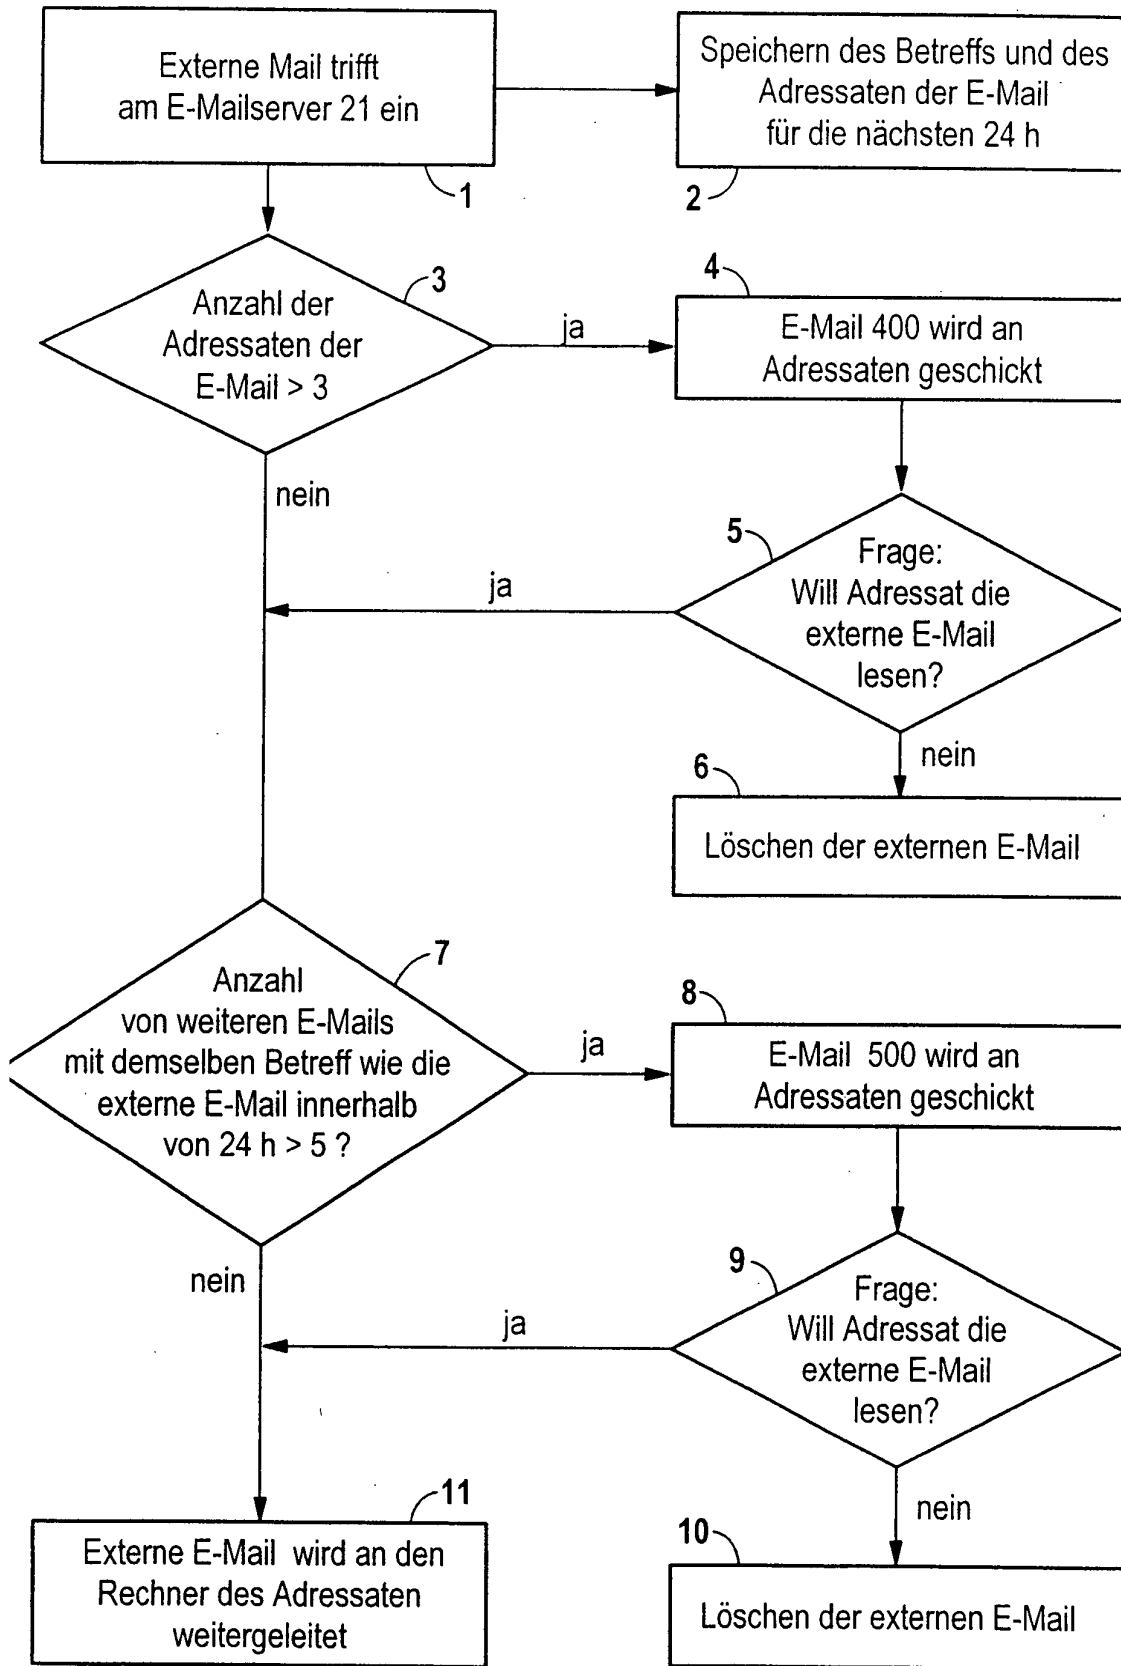 Externe Mail trifft
am E-Mailserver 21 ein
1
Speichern des Betreffs und des
Adressaten der E-Mail
für die nächsten 24 h
2
3
Anzahl der
Adressaten der
E-Mail > 3
ja
nein
4
E-Mail 400 wird an
Adressaten geschickt
5
Frage:
Will Adressat die
externe E-Mail
lesen?
ja
nein
6
Löschen der externen E-Mail
7
Anzahl
von weiteren E-Mails
mit demselben Betreff wie die
externe E-Mail innerhalb
von 24 h > 5 ?
ja
nein
8
E-Mail 500 wird an
Adressaten geschickt
9
Frage:
Will Adressat die
externe E-Mail
lesen?
ja
nein
10
Löschen der externen E-Mail
11
Externe E-Mail wird an den
Rechner des Adressaten
weitergeleitet